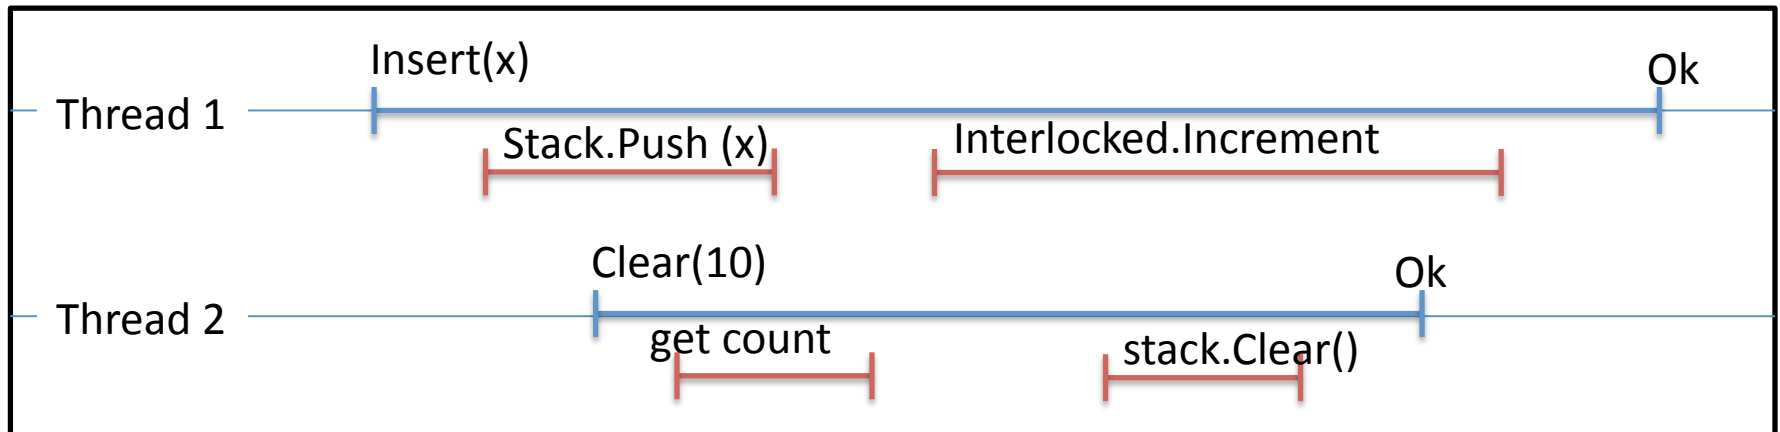 Insert(x)
Ok
Thread 1
Stack.Push (x)
Interlocked.Increment
Clear(10)
Ok
Thread 2
get count
stack.Clear()